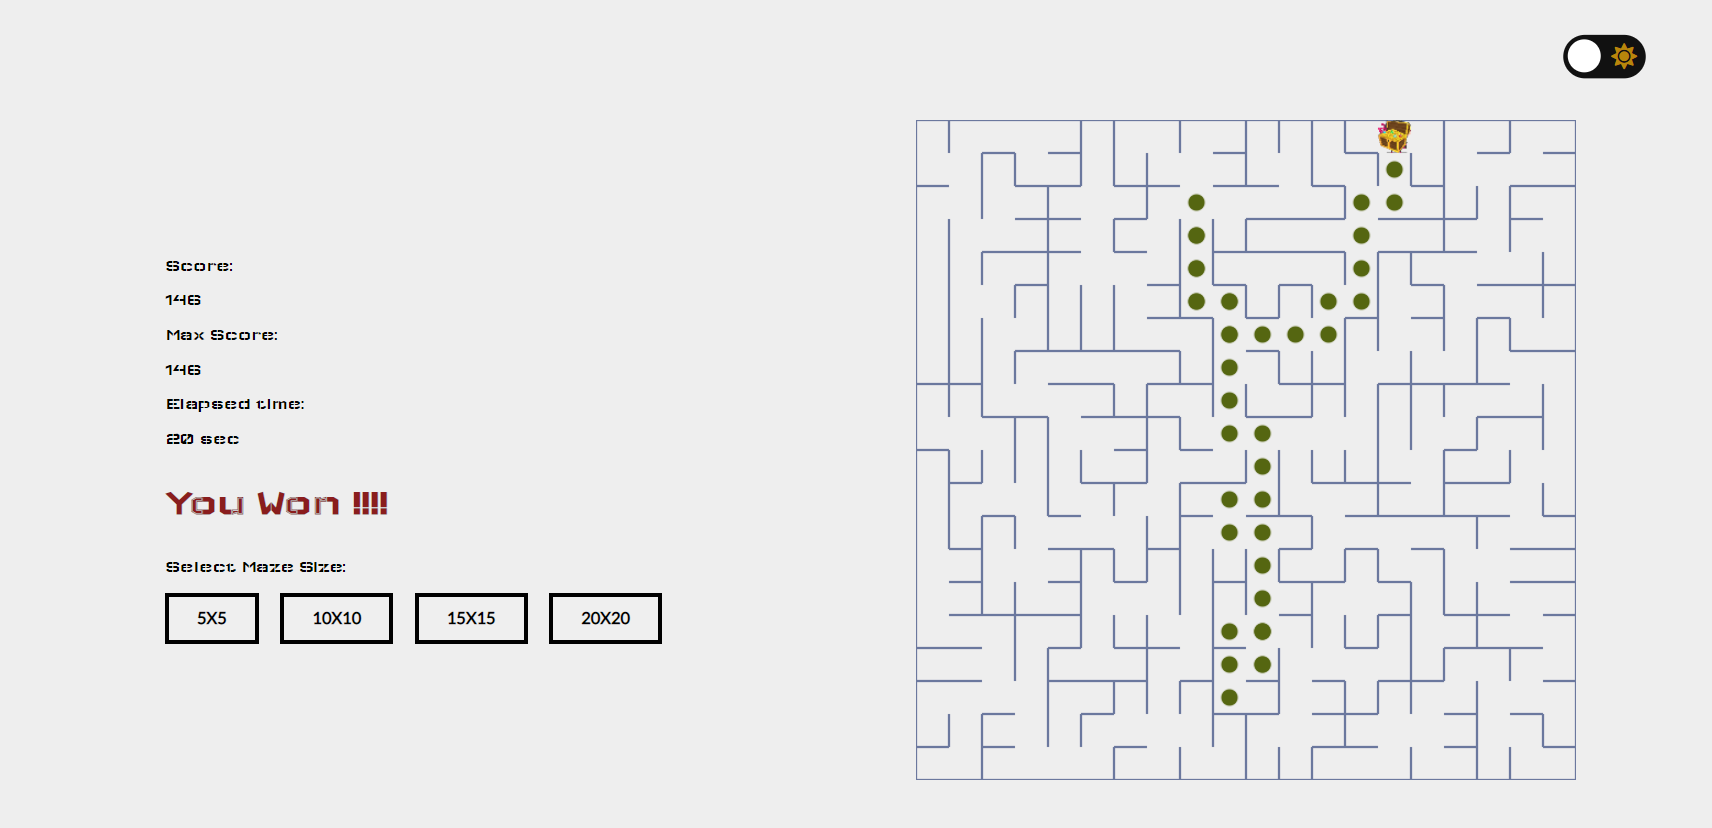 Score:
146
Max Score:
146
Elapsed time:
20 sec
You Won !!!!
Select Maze Size:
5X5 10X10 15X15 20X20